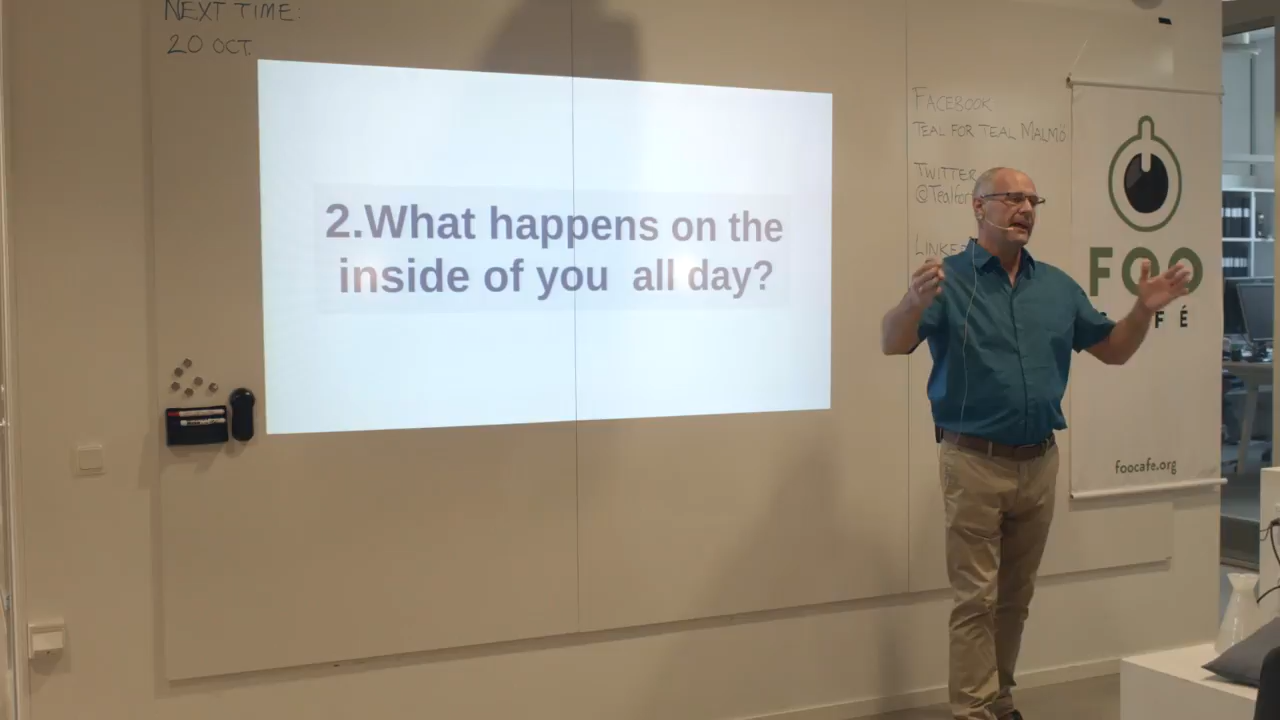 NEXT TIME:
20 OCT.
2.What happens on the
inside of you all day?
FACEBOOK
TEAL FOR TEAL MALMÖ
TWITTER
FOO
F É
foocafe.org